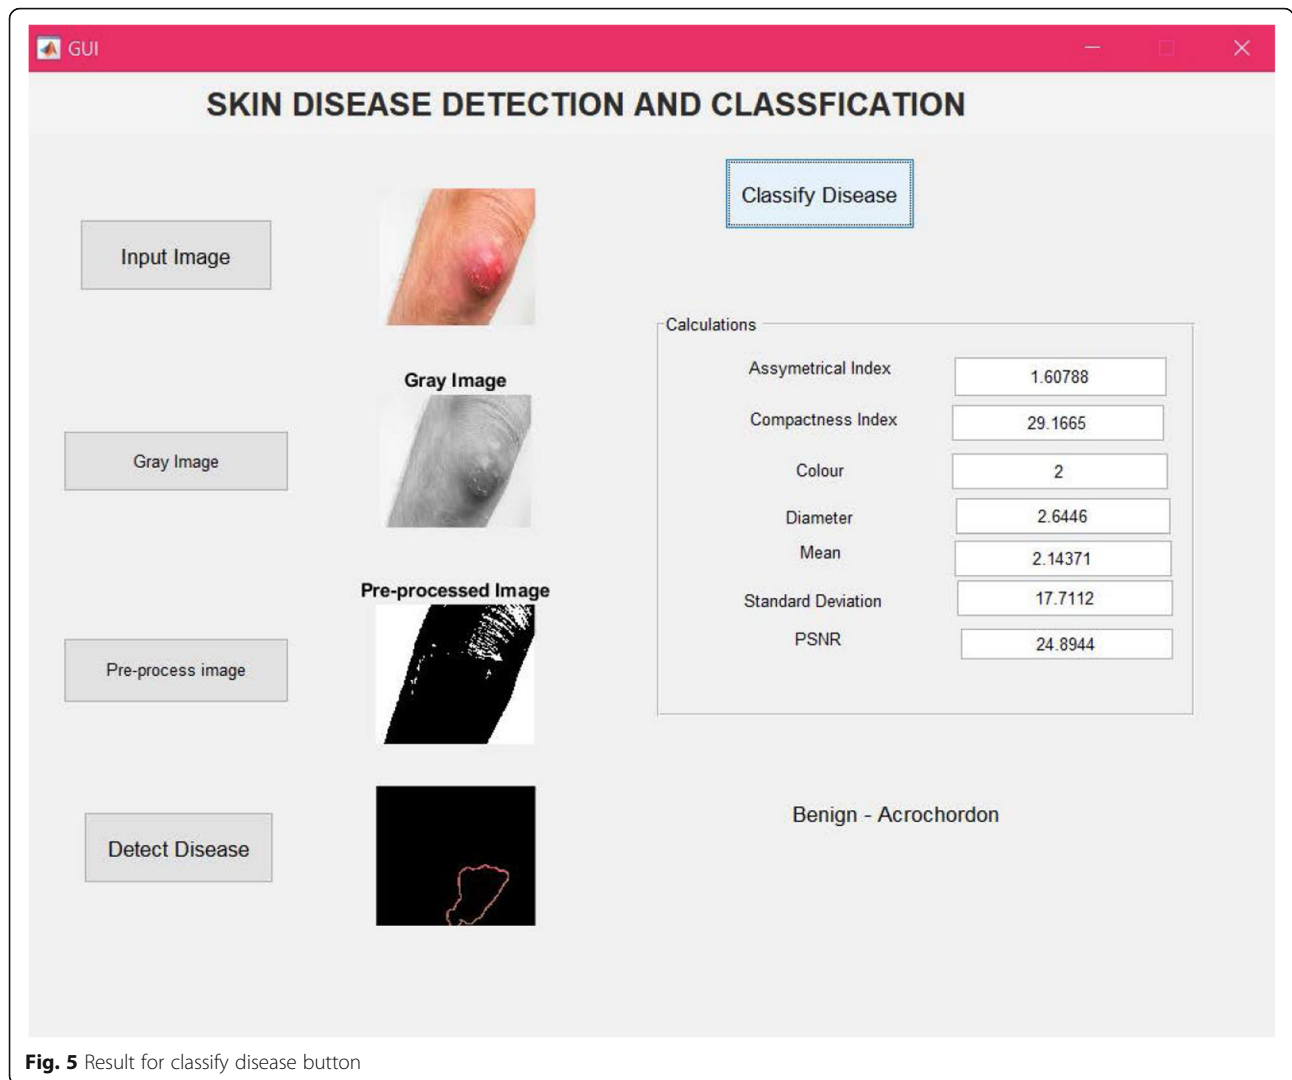 GUI
SKIN DISEASE DETECTION AND CLASSFICATION
Classify Disease
Input Image
Gray Image
Gray Image
Pre-processed Image
Pre-process image
Detect Disease
Calculations
Assymetrical Index 1.60788
Compactness Index 29.1665
Colour 2
Diameter 2.6446
Mean 2.14371
Standard Deviation 17.7112
PSNR 24.8944
Benign - Acrochordon
Fig. 5 Result for classify disease button